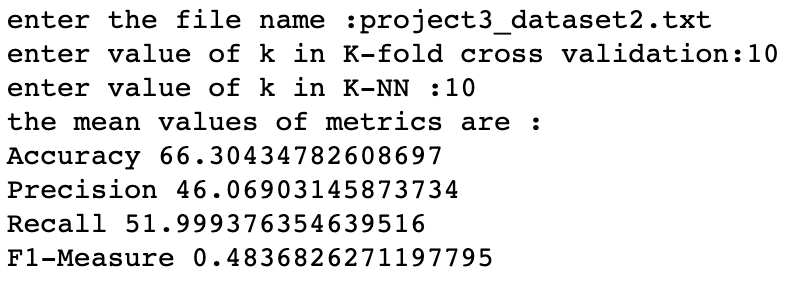 enter the file name :project3_dataset2.txt
enter value of k in K-fold cross validation:10
enter value of k in K-NN :10
the mean values of metrics are :
Accuracy 66.30434782608697
Precision 46.06903145873734
Recall 51.999376354639516
F1-Measure 0.4836826271197795